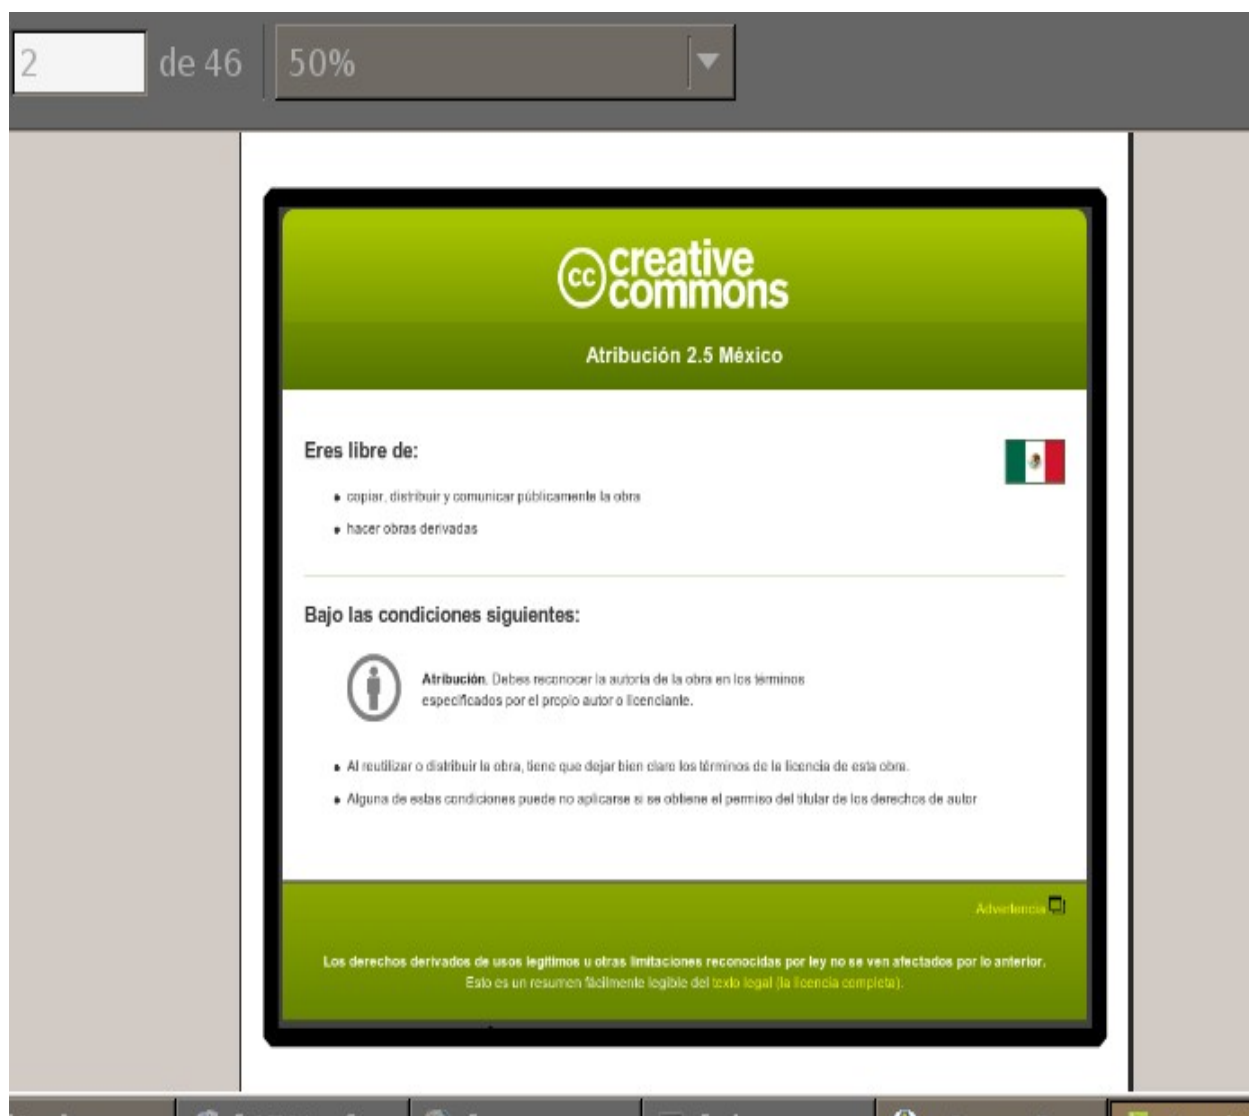 2 de 46 50%
cc creative
commons
Atribución 2.5 México
Eres libre de:
copiar, distribuir y comunicar públicamente la obra
hacer obras derivadas
Bajo las condiciones siguientes:
Atribución. Debes reconocer la autoría de la obra en los términos
especificados por el propio autor o licenciante.
Al reutilizar o distribuir la obra, tiene que dejar bien claro los términos de la licencia de esta obra.
Alguna de estas condiciones puede no aplicarse si se obtiene el permiso del titular de los derechos de autor
Advertencia
Los derechos derivados de usos legítimos u otras limitaciones reconocidas por ley no se ven afectados por lo anterior.
Esto es un resumen fácilmente legible del texto legal (la licencia completa).